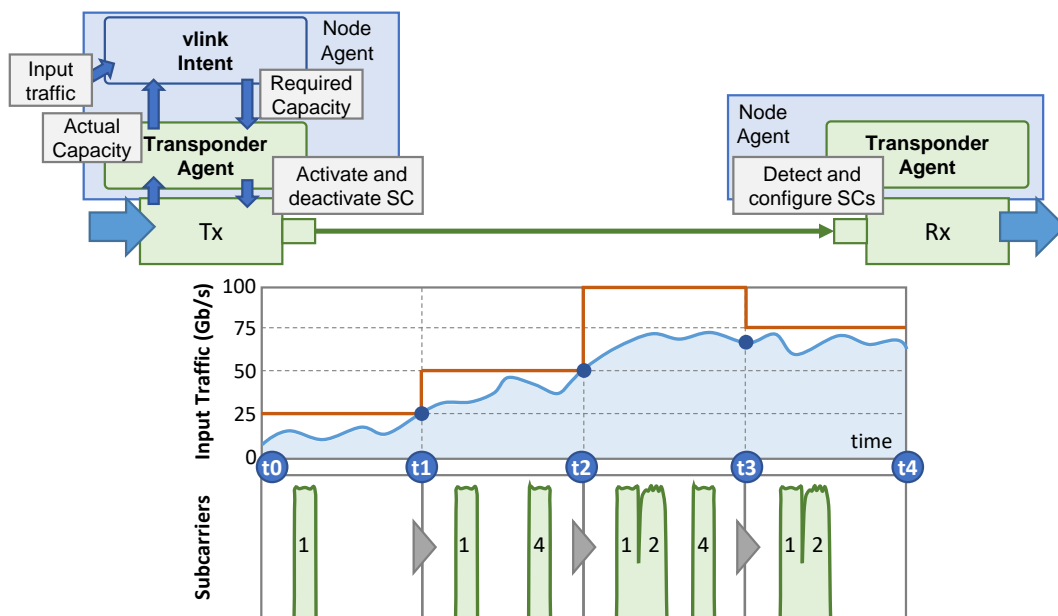 vlink
Intent
Node
Agent
Input
traffic
Required
Capacity
Actual
Capacity
Transponder
Agent
Activate and
deactivate SC
Tx
Node
Agent
Transponder
Agent
Detect and
configure SCs
Rx
Input Traffic (Gb/s)
100
75
50
25
0
time
t0
t1
t2
t3
t4
Subcarriers
1
1
4
1
2
4
1
2